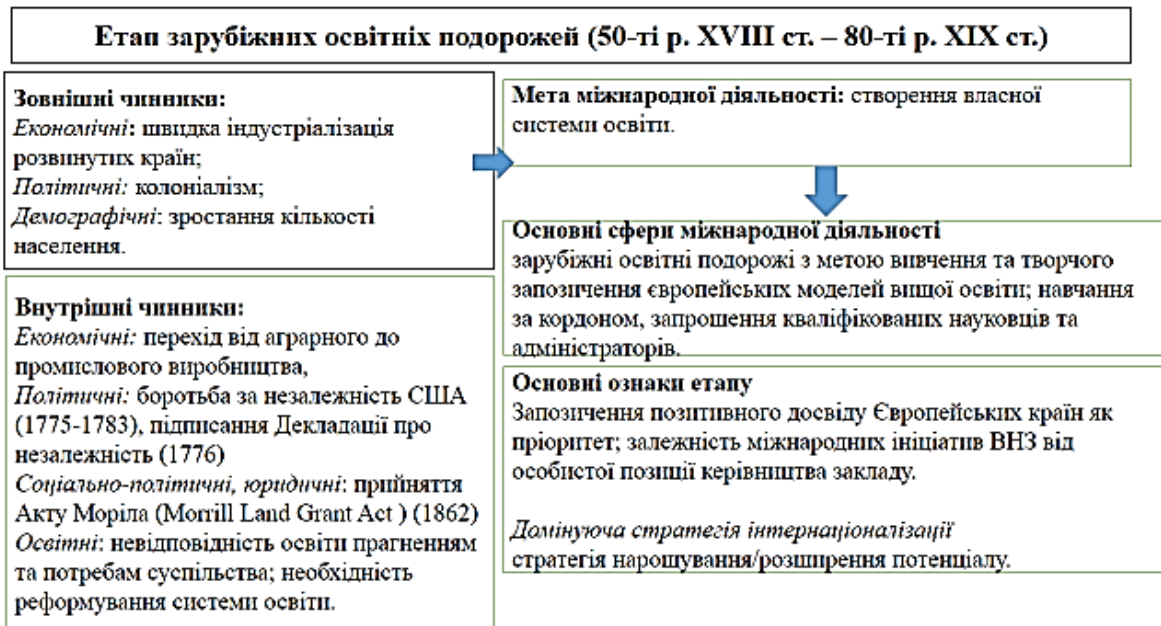 Етап зарубіжних освітніх подорожей (50-ті р. XVIII ст. – 80-ті р. XIX ст.)
Зовнішні чинники:
Економічні: швидка індустріалізація
розвинутих країн;
Політичні: колоніалізм;
Демографічні: зростання кількості
населення.
Внутрішні чинники:
Економічні: перехід від аграрного до
промислового виробництва,
Політичні: боротьба за незалежність США
(1775-1783), підписання Декладації про
незалежність (1776)
Соціально-політичні, юридичні: прийняття
Акту Моріла (Morrill Land Grant Act ) (1862)
Освітні: невідповідність освіти прагненням
та потребам суспільства; необхідність
реформування системи освіти.
Мета міжнародної діяльності: створення власної
системи освіти.
Основні сфери міжнародної діяльності
зарубіжні освітні подорожі з метою вивчення та творчого
запозичення європейських моделей вищої освіти; навчання
за кордоном, запрошення кваліфікованих науковців та
адміністраторів.
Основні ознаки етапу
Запозичення позитивного досвіду Європейських країн як
пріоритет; залежність міжнародних ініціатив ВНЗ від
особистої позиції керівництва закладу.
Домінуюча стратегія інтернаціоналізації
стратегія нарощування/розширення потенціалу.